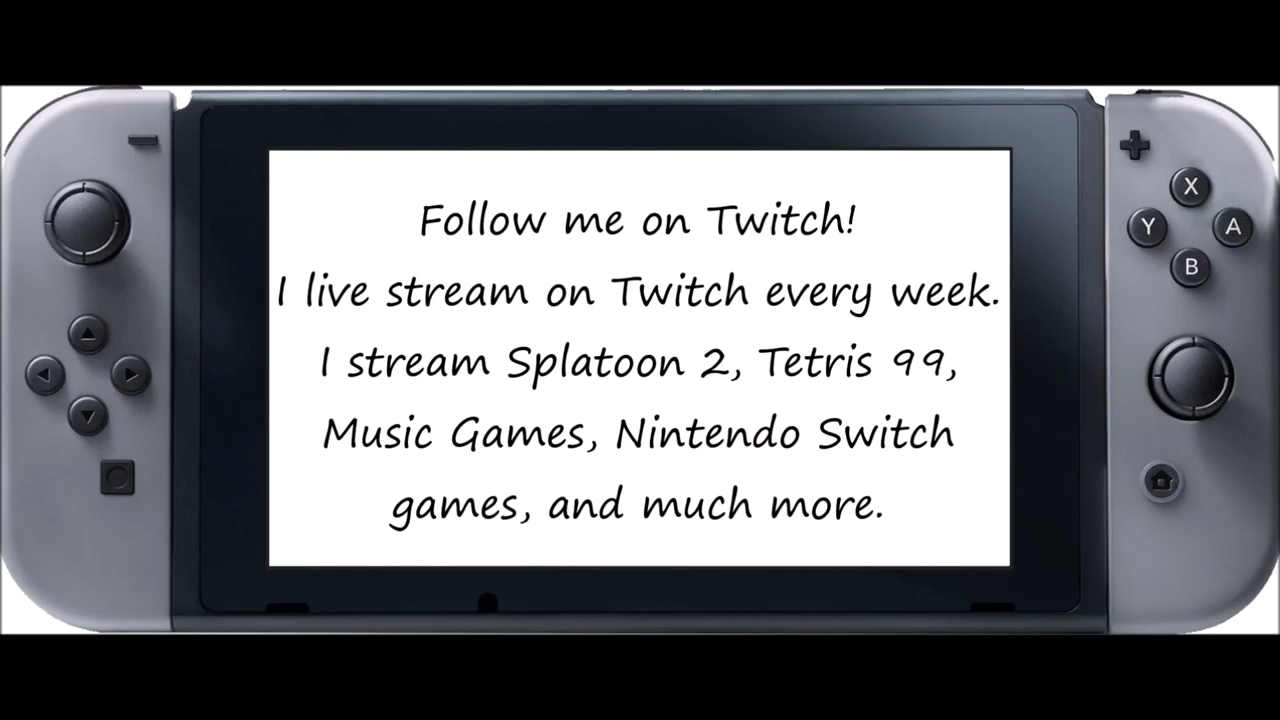 Follow me on Twitch!
I live stream on Twitch every week.
I stream Splatoon 2, Tetris 99,
Music Games, Nintendo Switch
games, and much more.
X
Y A
B